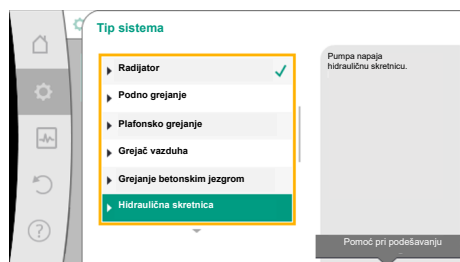 Tip sistema
Radijator
Podno grejanje
Plafonsko grejanje
Grejač vazduha
Grejanje betonskim jezgrom
Hidraulična skretnica
Pumpa napaja
hidrauličnu skretnicu.
Pomoć pri podešavanju